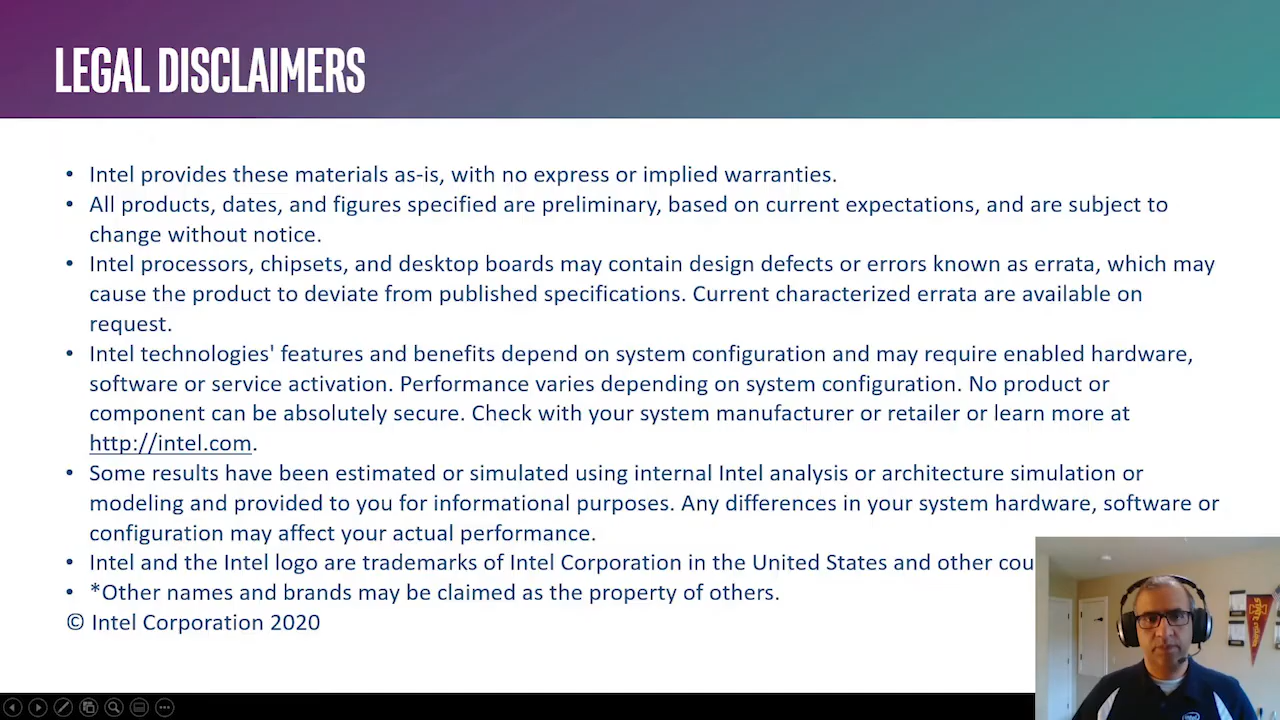 LEGAL DISCLAIMERS
• Intel provides these materials as-is, with no express or implied warranties.
• All products, dates, and figures specified are preliminary, based on current expectations, and are subject to
change without notice.
• Intel processors, chipsets, and desktop boards may contain design defects or errors known as errata, which may
cause the product to deviate from published specifications. Current characterized errata are available on
request.
• Intel technologies' features and benefits depend on system configuration and may require enabled hardware,
software or service activation. Performance varies depending on system configuration. No product or
component can be absolutely secure. Check with your system manufacturer or retailer or learn more at
http://intel.com.
• Some results have been estimated or simulated using internal Intel analysis or architecture simulation or
modeling and provided to you for informational purposes. Any differences in your system hardware, software or
configuration may affect your actual performance.
• Intel and the Intel logo are trademarks of Intel Corporation in the United States and other cou
• *Other names and brands may be claimed as the property of others.
© Intel Corporation 2020
intel